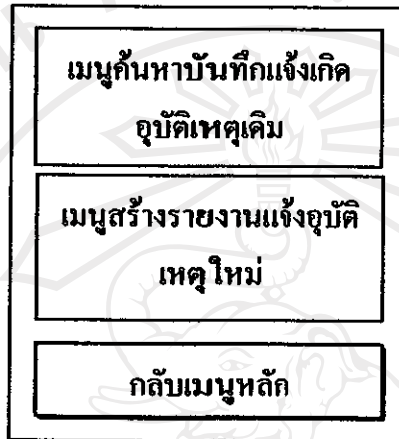 เมนูค้นหาบันทึกแจ้งเกิด
อุบัติเหตุเดิม
เมนูสร้างรายงานแจ้งอุบัติ
เหตุใหม่
กลับเมนูหลัก